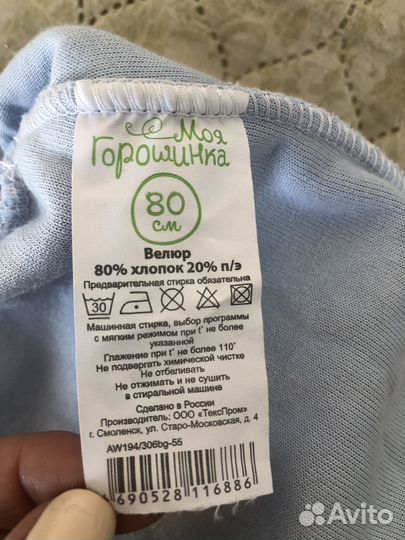 Моя
Горошинка
80
см
Велюр
80% хлопок 20% п/э
Предварительная стирка обязательна
30
Машинная стирка, выбор программы
с мягким режимом при t° не более
указанной
Глажение при t° не более 110°
Не подвергать химической чистке
Не отбеливать
Не отжимать и не сушить
в стиральной машине
Сделано в России
Производитель: ООО «ТексПром»
г. Смоленск, ул. Старо-Московская, д. 4
AW194/306bg-55
690528 116886
Avito